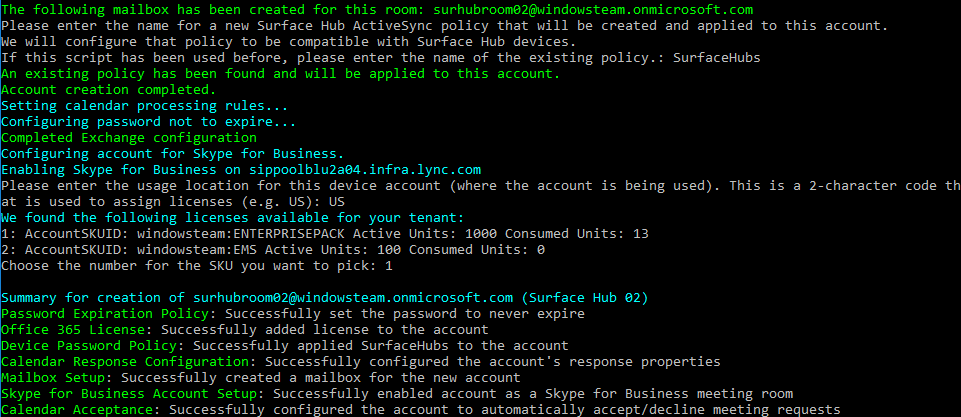 The following mailbox has been created for this room: surhubroom02@windowsteam.onmicrosoft.com
Please enter the name for a new Surface Hub ActiveSync policy that will be created and applied to this account.
We will configure that policy to be compatible with Surface Hub devices.
If this script has been used before, please enter the name of the existing policy.: SurfaceHubs
An existing policy has been found and will be applied to this account.
Account creation completed.
Setting calendar processing rules...
Configuring password not to expire...
Completed Exchange configuration
Configuring account for Skype for Business.
Enabling Skype for Business on sippoolblu2a04.infra.lync.com
Please enter the usage location for this device account (where the account is being used). This is a 2-character code th
at is used to assign licenses (e.g. US): US
We found the following licenses available for your tenant:
1: AccountSKUID: windowsteam:ENTERPRISEPACK Active Units: 1000 Consumed Units: 13
2: AccountSKUID: windowsteam:EMS Active Units: 100 Consumed Units: 0
Choose the number for the SKU you want to pick: 1
Summary for creation of surhubroom02@windowsteam.onmicrosoft.com (Surface Hub 02)
Password Expiration Policy: Successfully set the password to never expire
Office 365 License: Successfully added license to the account
Device Password Policy: Successfully applied SurfaceHubs to the account
Calendar Response Configuration: Successfully configured the account's response properties
Mailbox Setup: Successfully created a mailbox for the new account
Skype for Business Account Setup: Successfully enabled account as a Skype for Business meeting room
Calendar Acceptance: Successfully configured the account to automatically accept/decline meeting requests